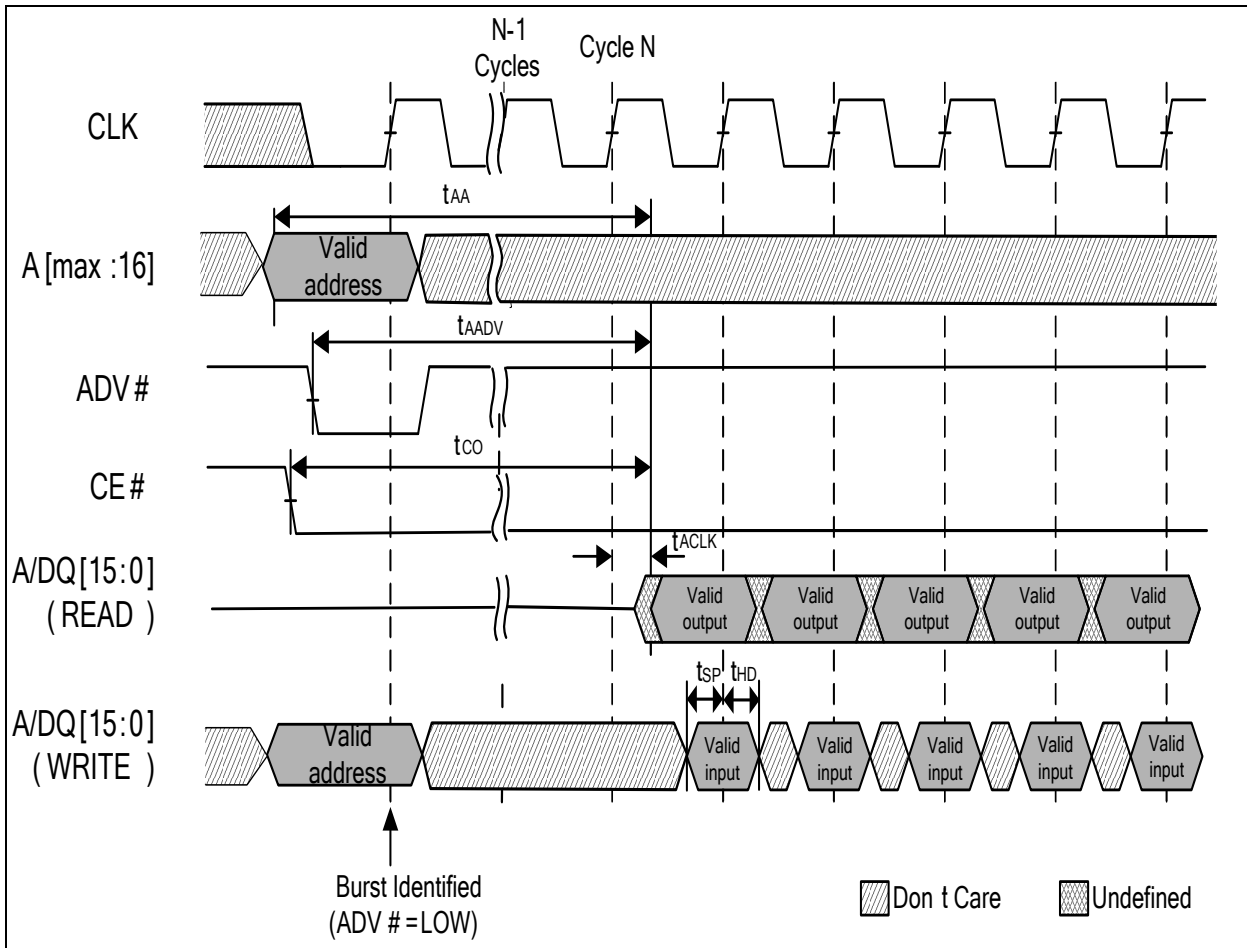 N-1
Cycles
Cycle N
CLK
tAA
A[max :16]
Valid
address
tAADV
ADV #
tCO
CE #
tACLK
A/DQ[15:0]
( READ )
Valid
output
Valid
output
Valid
output
Valid
output
Valid
output
tSP
tHD
A/DQ[15:0]
( WRITE )
Valid
address
Valid
input
Valid
input
Valid
input
Valid
input
Valid
input
Burst Identified
(ADV # =LOW)
Don t Care
Undefined